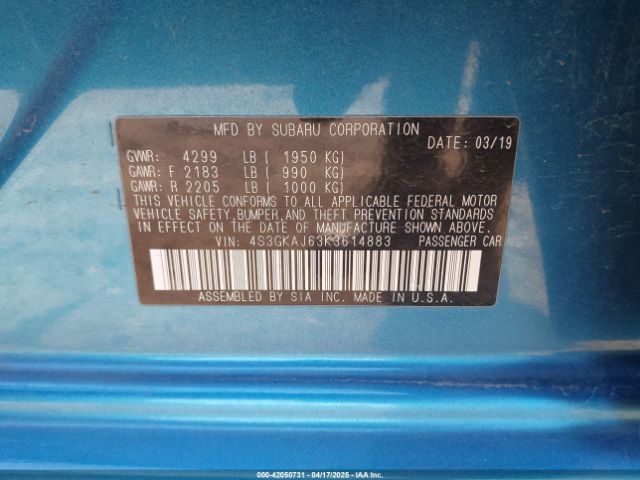 MFD BY SUBARU CORPORATION
DATE: 03/19
GVWR: 4299 LB ( 1950 KG)
GAWR: F 2183 LB ( 990 KG)
GAWR: R 2205 LB ( 1000 KG)
THIS VEHICLE CONFORMS TO ALL APPLICABLE FEDERAL MOTOR
VEHICLE SAFETY,BUMPER,AND THEFT PREVENTION STANDARDS
IN EFFECT ON THE DATE OF MANUFACTURE SHOWN ABOVE.
VIN: 4S3GKAJ63K3614883 PASSENGER CAR
ASSEMBLED BY SIA INC. MADE IN U.S.A.
000-42050731 - 04/17/2025 - IAA Inc.